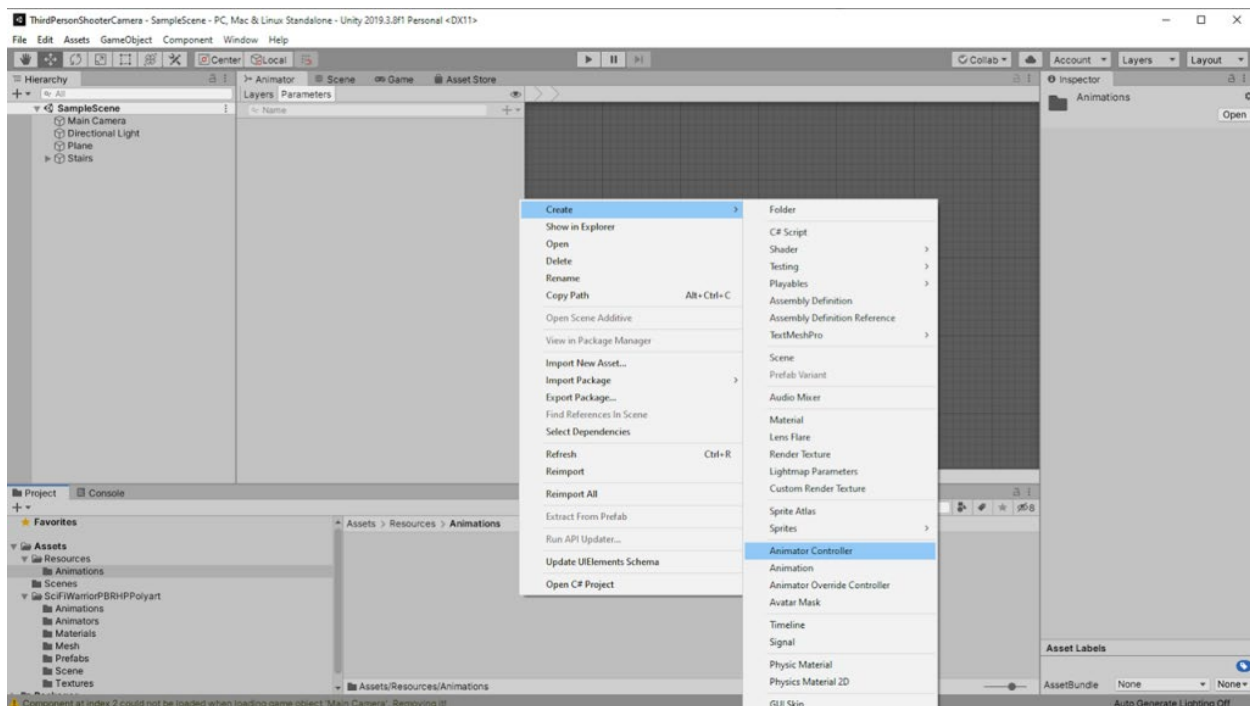 ThirdPersonShooterCamera - SampleScene - PC, Mac & Linux Standalone - Unity 2019.3.8f1 Personal <DX11>
File Edit Assets GameObject Component Window Help
Center Local Collab Account Layers Layout
Hierarchy
All
SampleScene
Main Camera
Directional Light
Plane
Stairs
Animator Scene Game Asset Store
Layers Parameters
Name
Inspector
Animations
Open
Create
Show in Explorer
Open
Delete
Rename
Copy Path Alt+Ctrl+C
Open Scene Additive
View in Package Manager
Import New Asset...
Import Package
Export Package...
Find References In Scene
Select Dependencies
Refresh Ctrl+R
Reimport
Reimport All
Extract From Prefab
Run API Updater...
Update UIElements Schema
Open C# Project
Folder
C# Script
Shader
Testing
Playables
Assembly Definition
Assembly Definition Reference
TextMeshPro
Scene
Prefab Variant
Audio Mixer
Material
Lens Flare
Render Texture
Lightmap Parameters
Custom Render Texture
Sprite Atlas
Sprites
Animator Controller
Animation
Animator Override Controller
Avatar Mask
Timeline
Signal
Physic Material
Physics Material 2D
GUI Skin
Project Console
8
Favorites
Assets
Resources
Animations
Scenes
SciFiWarriorPBRHPPolyart
Animations
Animators
Materials
Mesh
Prefabs
Scene
Textures
Assets > Resources > Animations
Assets/Resources/Animations
Asset Labels
AssetBundle None None
Component at index 2 could not be loaded when loading game object 'Main Camera'. Removing it!
Auto Generate Lighting Off